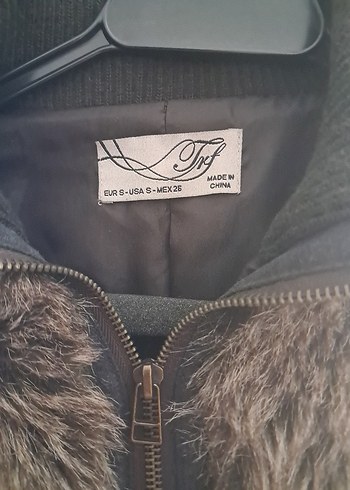 Trf
MADE IN
CHINA
EUR S-USA S-MEX 26